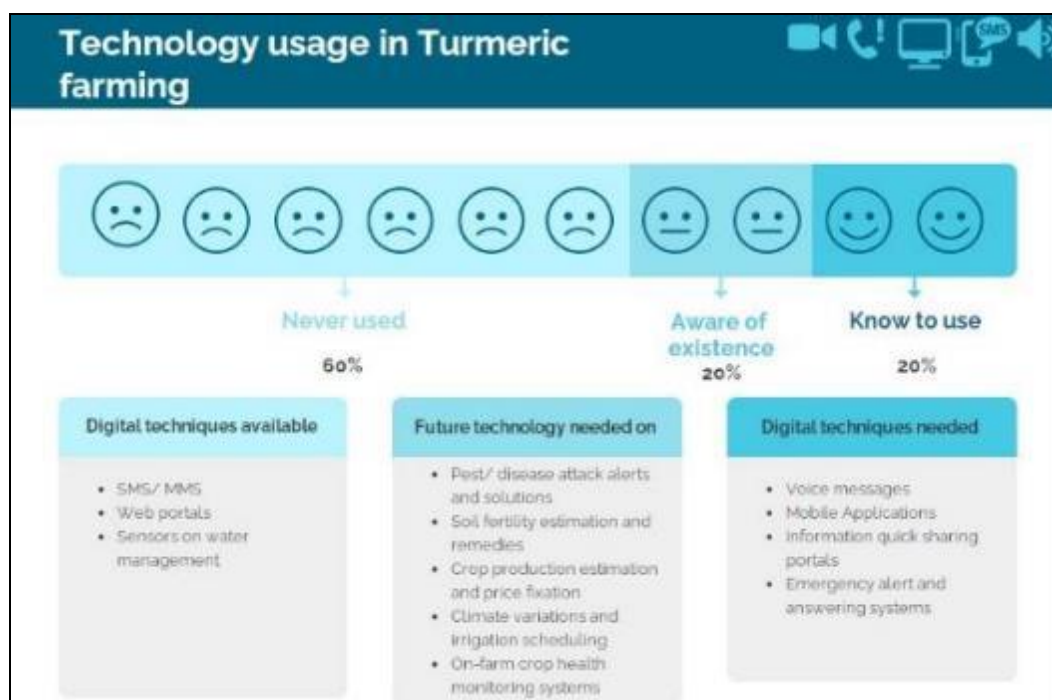 Technology usage in Turmeric
farming
SMS
Never used
60%
Aware of
existence
20%
Know to use
20%
Digital techniques available
• SMS/ MMS
• Web portals
• Sensors on water
management
Future technology needed on
• Pest/ disease attack alerts
and solutions
• Soil fertility estimation and
remedies
• Crop production estimation
and price fixation
• Climate variations and
irrigation scheduling
• On-farm crop health
monitoring systems
Digital techniques needed
• Voice messages
• Mobile Applications
• Information quick sharing
portals
• Emergency alert and
answering systems